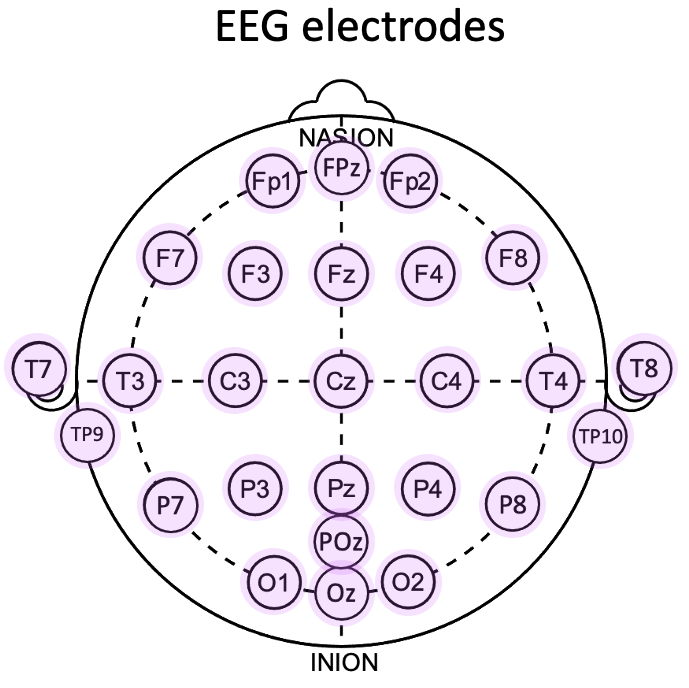 EEG electrodes
NASION
Fp1 FPz Fp2
F7 F3 Fz F4 F8
T7 T3 C3 Cz C4 T4 T8
TP9 TP10
P7 P3 Pz P4 P8
POz
O1 Oz O2
INION